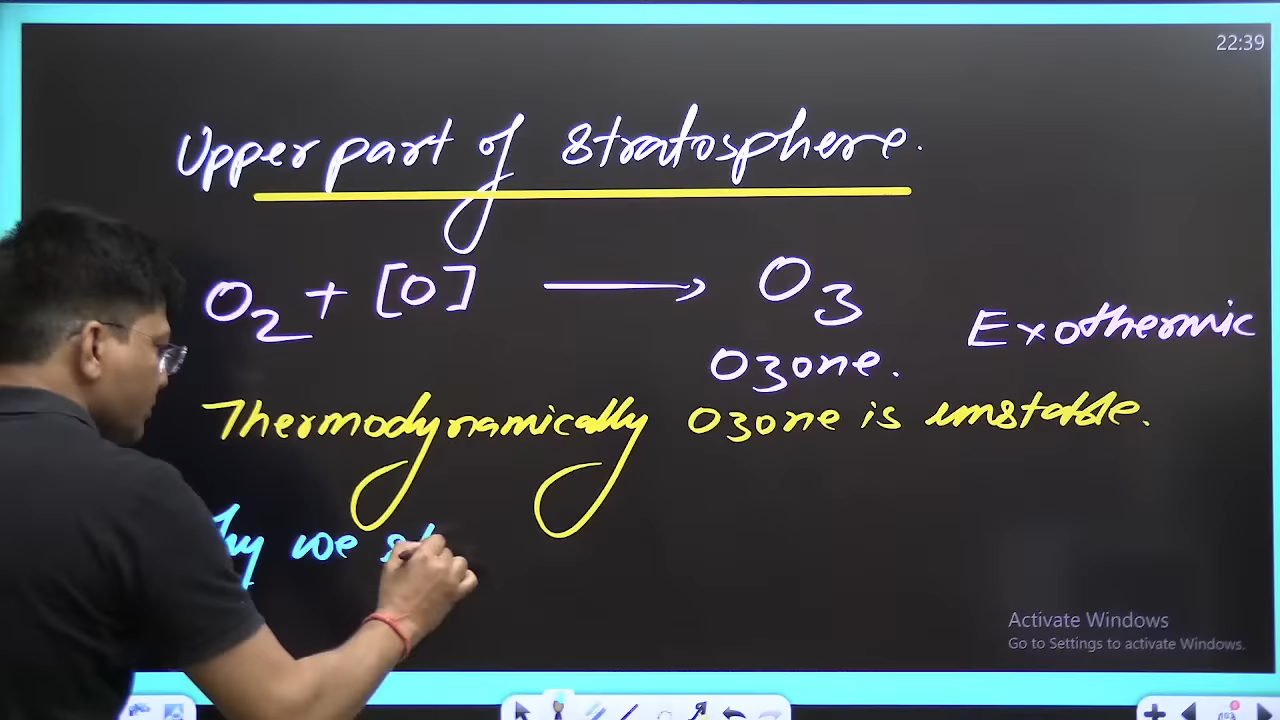 22:39
Upper part of stratosphere.
O2 + [O] → O3
Exothermic
Ozone.
Thermodynamically ozone is unstable.
we
Activate Windows
Go to Settings to activate Windows.